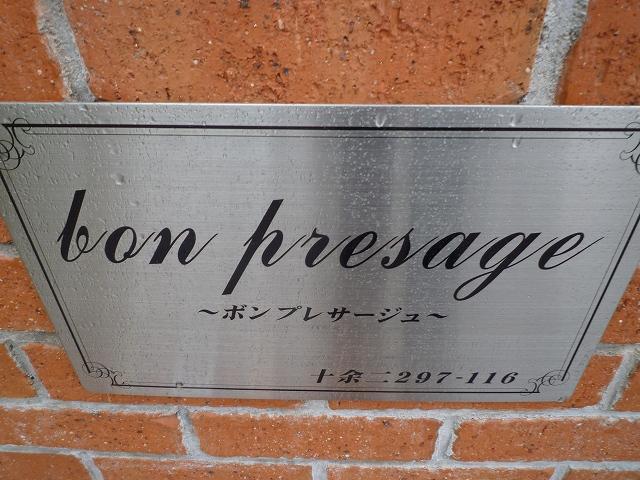 bon presage
～ボン プレサージュ～
十余二297-116